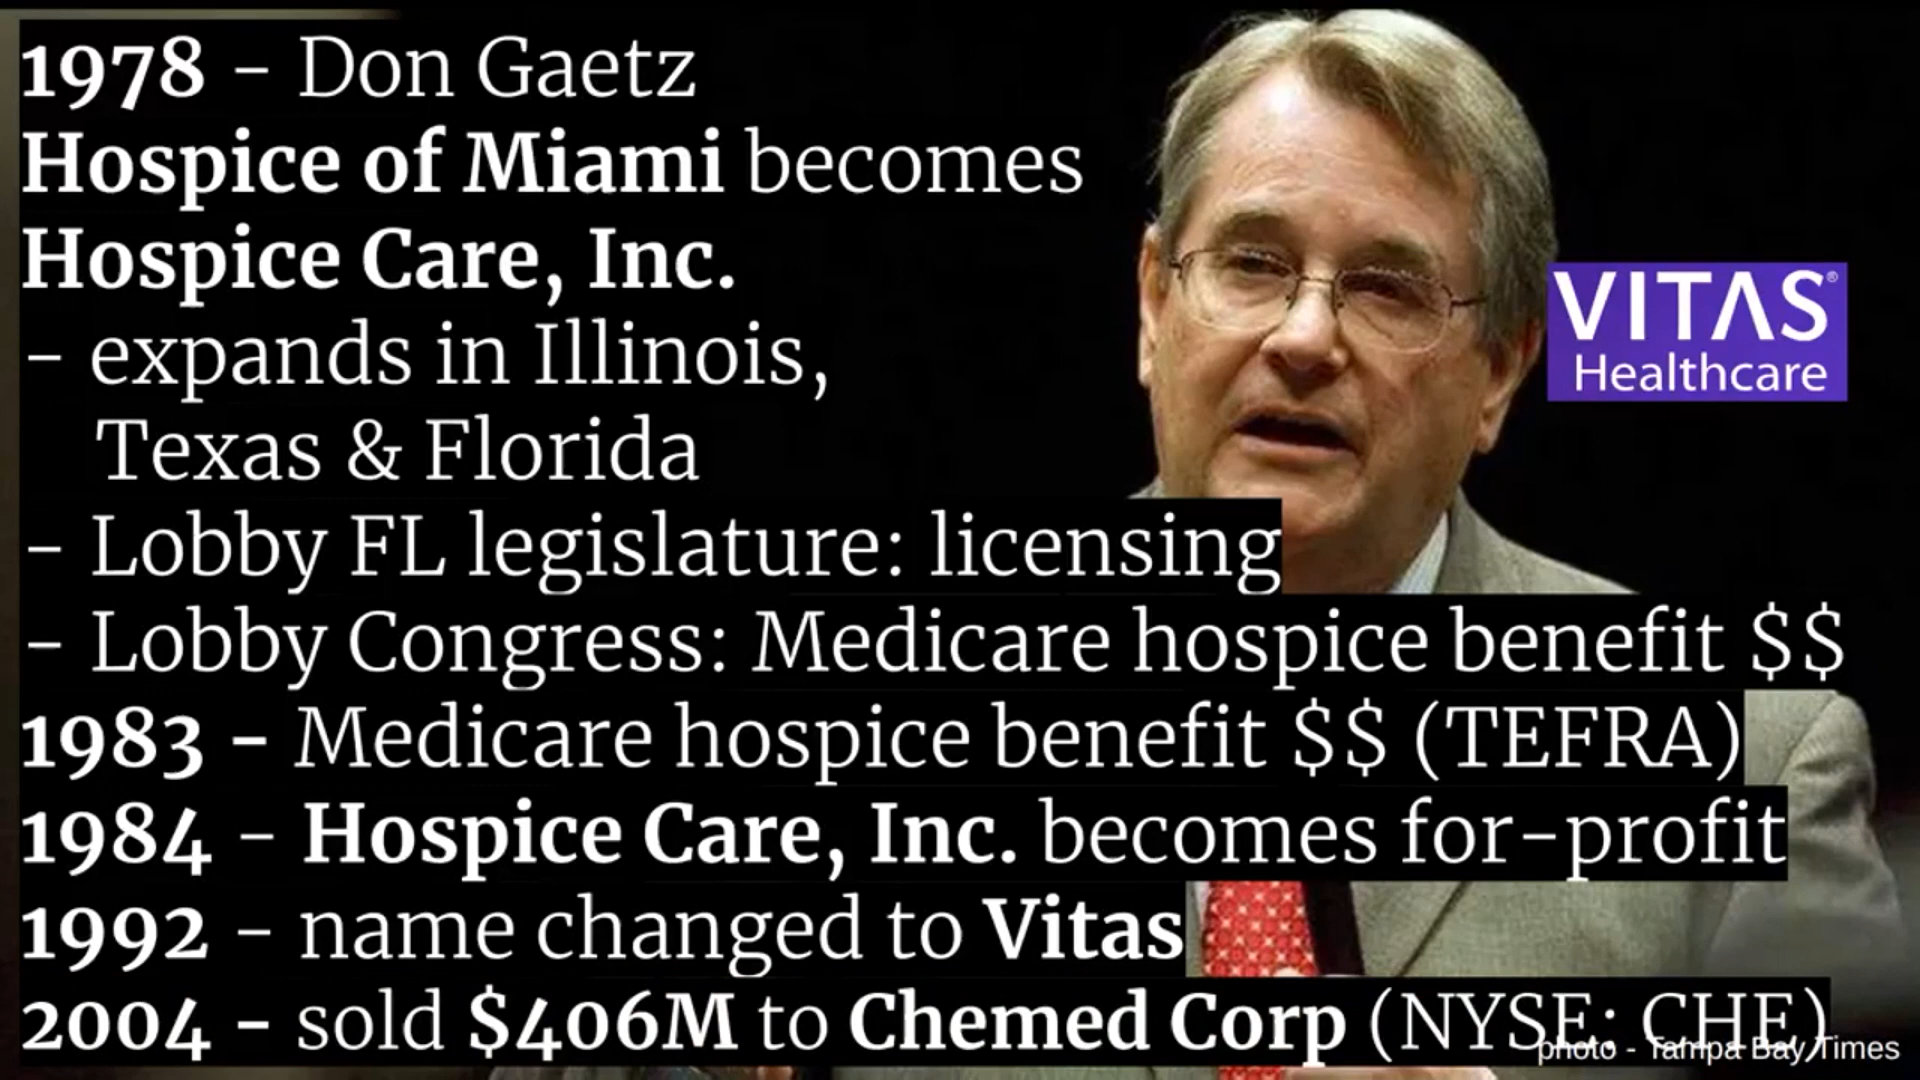 1978 - Don Gaetz
Hospice of Miami becomes
Hospice Care, Inc.
- expands in Illinois,
Texas & Florida
- Lobby FL legislature: licensing
- Lobby Congress: Medicare hospice benefit $$
1983 - Medicare hospice benefit $$ (TEFRA)
1984 - Hospice Care, Inc. becomes for-profit
1992 - name changed to Vitas
2004 - sold $406M to Chemed Corp (NYSE: CHE)
VITAS®
Healthcare
photo - Tampa Bay Times